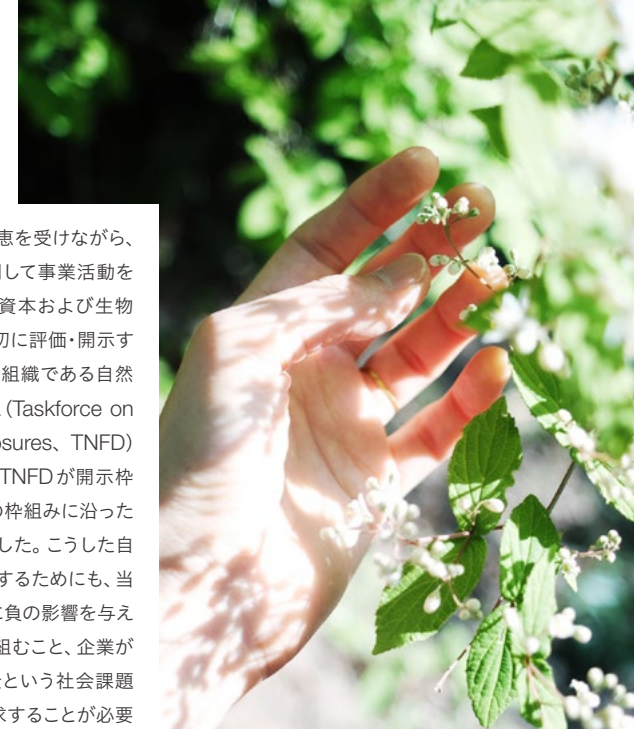 恵を受けながら、
して事業活動を
資本および生物
切に評価・開示す
組織である自然
(Taskforce on
osures、TNFD）
TNFDが開示枠
の枠組みに沿った
した。こうした自
するためにも、当
に負の影響を与え
組むこと、企業が
という社会課題
求することが必要